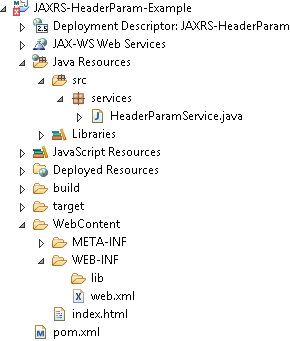 JAXRS-HeaderParam-Example
Deployment Descriptor: JAXRS-HeaderParam
JAX-WS Web Services
Java Resources
src
services
HeaderParamService.java
Libraries
JavaScript Resources
Deployed Resources
build
target
WebContent
META-INF
WEB-INF
lib
web.xml
index.html
pom.xml